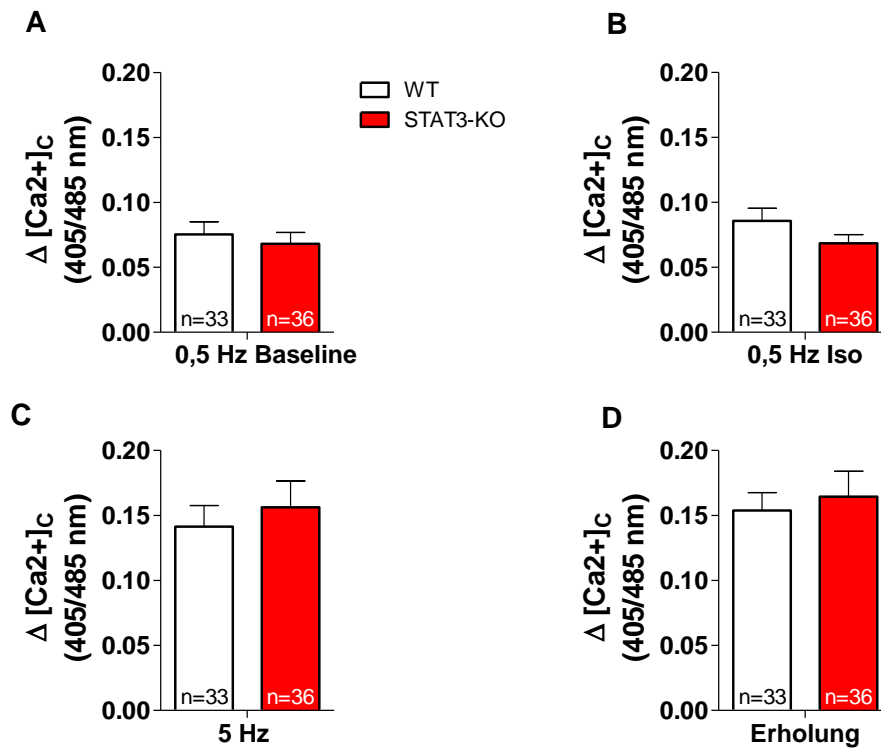 A
Δ [Ca2+]C
(405/485 nm)
0.20
0.15
0.10
0.05
0.00
n=33
n=36
0,5 Hz Baseline
WT
STAT3-KO
B
Δ [Ca2+]C
(405/485 nm)
0.20
0.15
0.10
0.05
0.00
n=33
n=36
0,5 Hz Iso
C
Δ [Ca2+]C
(405/485 nm)
0.20
0.15
0.10
0.05
0.00
n=33
n=36
5 Hz
D
Δ [Ca2+]C
(405/485 nm)
0.20
0.15
0.10
0.05
0.00
n=33
n=36
Erholung